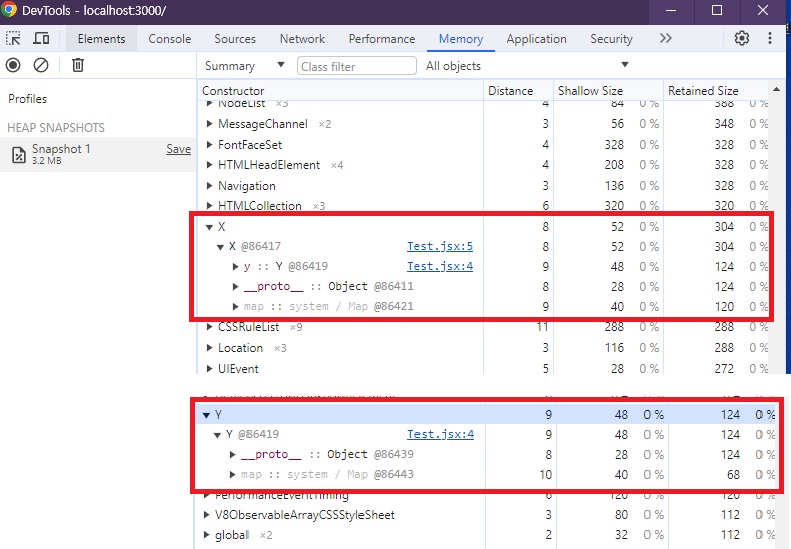 DevTools - localhost:3000/
Elements Console Sources Network Performance Memory Application Security
Summary Class filter All objects
Profiles
HEAP SNAPSHOTS
Snapshot 1 Save
3.2 MB
Constructor Distance Shallow Size Retained Size
NodeList ×3 4 84 0 % 388 0 %
MessageChannel ×2 3 56 0 % 348 0 %
FontFaceSet 4 328 0 % 328 0 %
HTMLHeadElement ×4 4 208 0 % 328 0 %
Navigation 3 136 0 % 328 0 %
HTMLCollection ×3 6 320 0 % 320 0 %
X 8 52 0 % 304 0 %
X @86417 Test.jsx:5 8 52 0 % 304 0 %
y :: Y @86419 Test.jsx:4 9 48 0 % 124 0 %
__proto__ :: Object @86411 8 28 0 % 124 0 %
map :: system / Map @86421 9 40 0 % 120 0 %
CSSRuleList ×9 11 288 0 % 288 0 %
Location ×3 3 116 0 % 288 0 %
UIEvent 5 28 0 % 272 0 %
Y 9 48 0 % 124 0 %
Y @86419 Test.jsx:4 9 48 0 % 124 0 %
__proto__ :: Object @86439 8 28 0 % 124 0 %
map :: system / Map @86443 10 40 0 % 68 0 %
PerformanceEventTiming 6 120 0 % 120 0 %
V8ObservableArrayCSSStyleSheet 3 80 0 % 112 0 %
global ×2 2 32 0 % 112 0 %